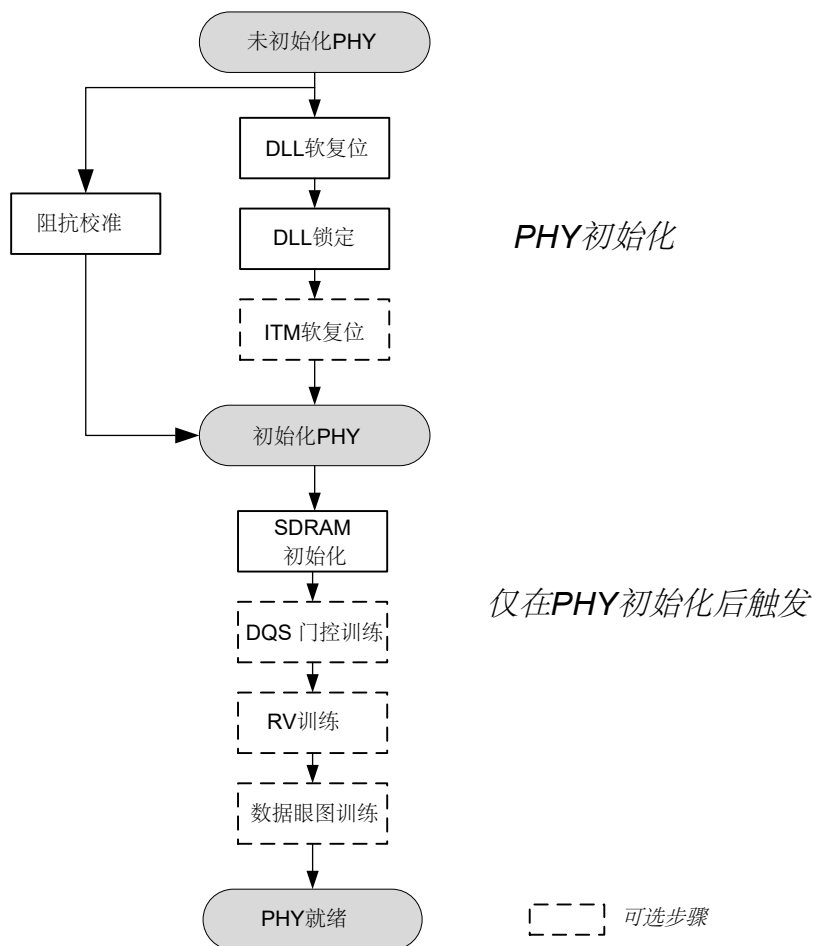 未初始化PHY
DLL软复位
阻抗校准
DLL锁定
PHY初始化
ITM软复位
初始化PHY
SDRAM
初始化
仅在PHY初始化后触发
DQS 门控训练
RV训练
数据眼图训练
PHY就绪
可选步骤